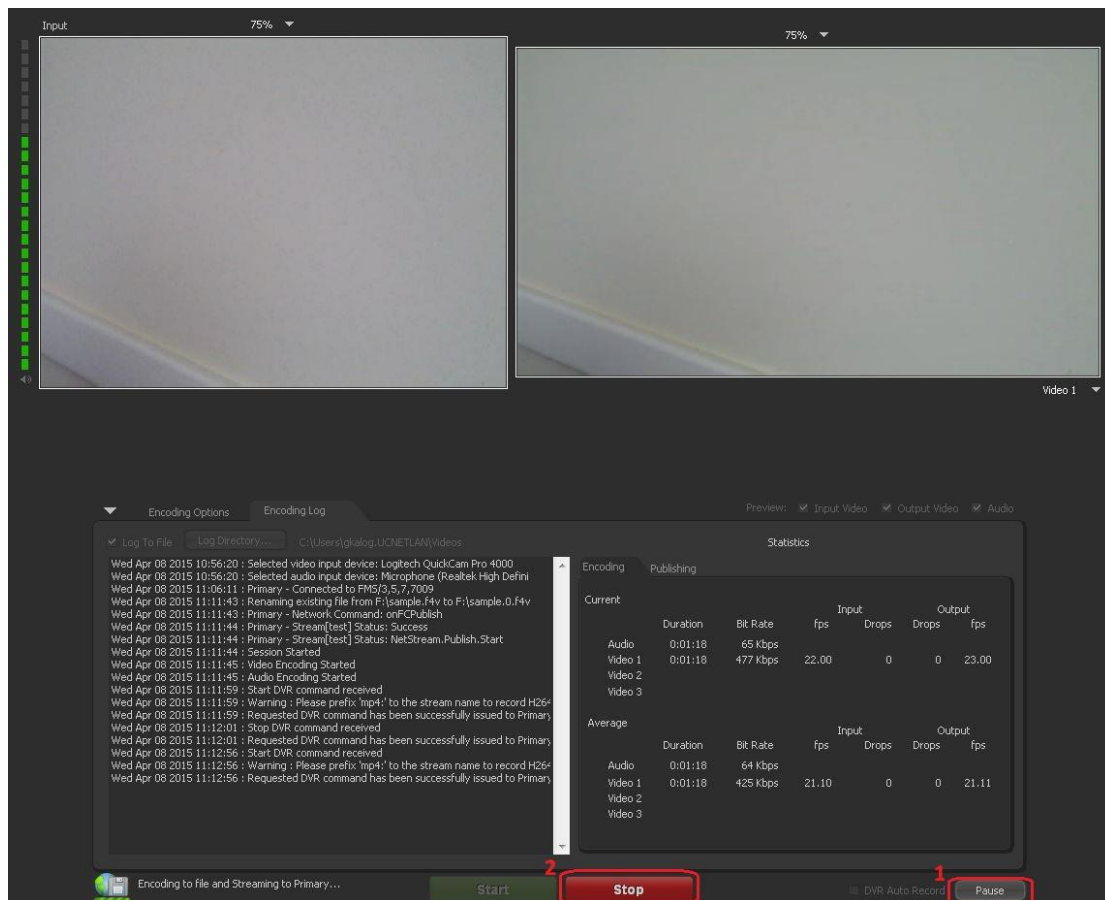 Input 75%
75%
Video 1
Encoding Options Encoding Log
Preview: Input Video Output Video Audio
Log To File Log Directory... C:\Users\gkalog.UCNETLAN\Videos
Wed Apr 08 2015 10:56:20 : Selected video input device: Logitech QuickCam Pro 4000
Wed Apr 08 2015 10:56:20 : Selected audio input device: Microphone (Realtek High Defini
Wed Apr 08 2015 11:06:11 : Primary - Connected to FMS/3,5,7,7009
Wed Apr 08 2015 11:11:43 : Renaming existing file from F:\sample.f4v to F:\sample.0.f4v
Wed Apr 08 2015 11:11:43 : Primary - Network Command: onFCPublish
Wed Apr 08 2015 11:11:44 : Primary - Stream[test] Status: Success
Wed Apr 08 2015 11:11:44 : Primary - Stream[test] Status: NetStream.Publish.Start
Wed Apr 08 2015 11:11:44 : Session Started
Wed Apr 08 2015 11:11:45 : Video Encoding Started
Wed Apr 08 2015 11:11:45 : Audio Encoding Started
Wed Apr 08 2015 11:11:59 : Start DVR command received
Wed Apr 08 2015 11:11:59 : Warning : Please prefix 'mp4:' to the stream name to record H264
Wed Apr 08 2015 11:11:59 : Requested DVR command has been successfully issued to Primary
Wed Apr 08 2015 11:12:01 : Stop DVR command received
Wed Apr 08 2015 11:12:01 : Requested DVR command has been successfully issued to Primary
Wed Apr 08 2015 11:12:56 : Start DVR command received
Wed Apr 08 2015 11:12:56 : Warning : Please prefix 'mp4:' to the stream name to record H264
Wed Apr 08 2015 11:12:56 : Requested DVR command has been successfully issued to Primary
Statistics
Encoding Publishing
Current
Input Output
Duration Bit Rate fps Drops Drops fps
Audio 0:01:18 65 Kbps
Video 1 0:01:18 477 Kbps 22.00 0 0 23.00
Video 2
Video 3
Average
Input Output
Duration Bit Rate fps Drops Drops fps
Audio 0:01:18 64 Kbps
Video 1 0:01:18 425 Kbps 21.10 0 0 21.11
Video 2
Video 3
Encoding to file and Streaming to Primary...
Start
2
Stop
DVR Auto Record
1
Pause